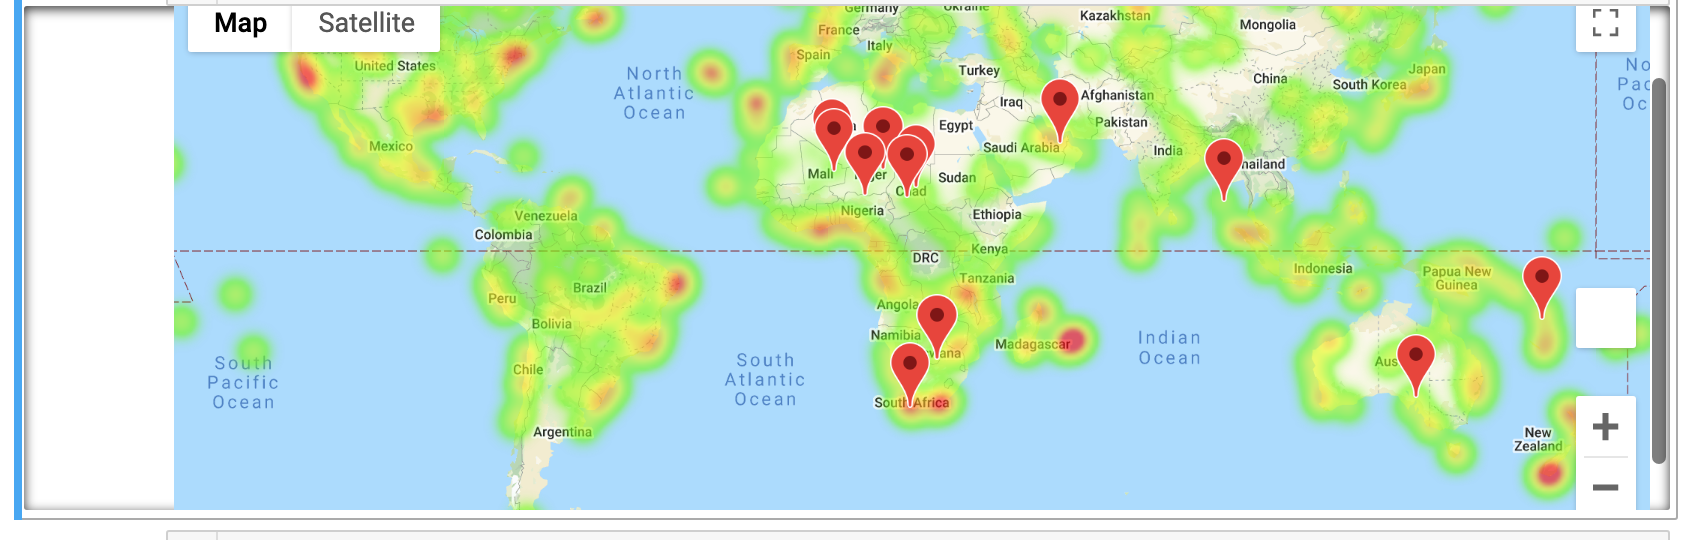 Map
Satellite
Germany
Ukraine
Kazakhstan
Mongolia
France
Italy
Spain
United States
North
Atlantic
Ocean
Turkey
China
Japan
South Korea
No
Pac
Oc
Iraq
Afghanistan
Egypt
Pakistan
Mexico
Saudi Arabia
India
hailand
Mali
ger
Chad
Sudan
Venezuela
Nigeria
Ethiopia
Colombia
Kenya
DRC
Indonesia
Papua New
Guinea
Tanzania
Peru
Brazil
Angola
Bolivia
Namibia
wana
Madagascar
Indian
Ocean
South
Pacific
Ocean
South
Atlantic
Ocean
Chile
Aus
South Africa
Argentina
New
Zealand